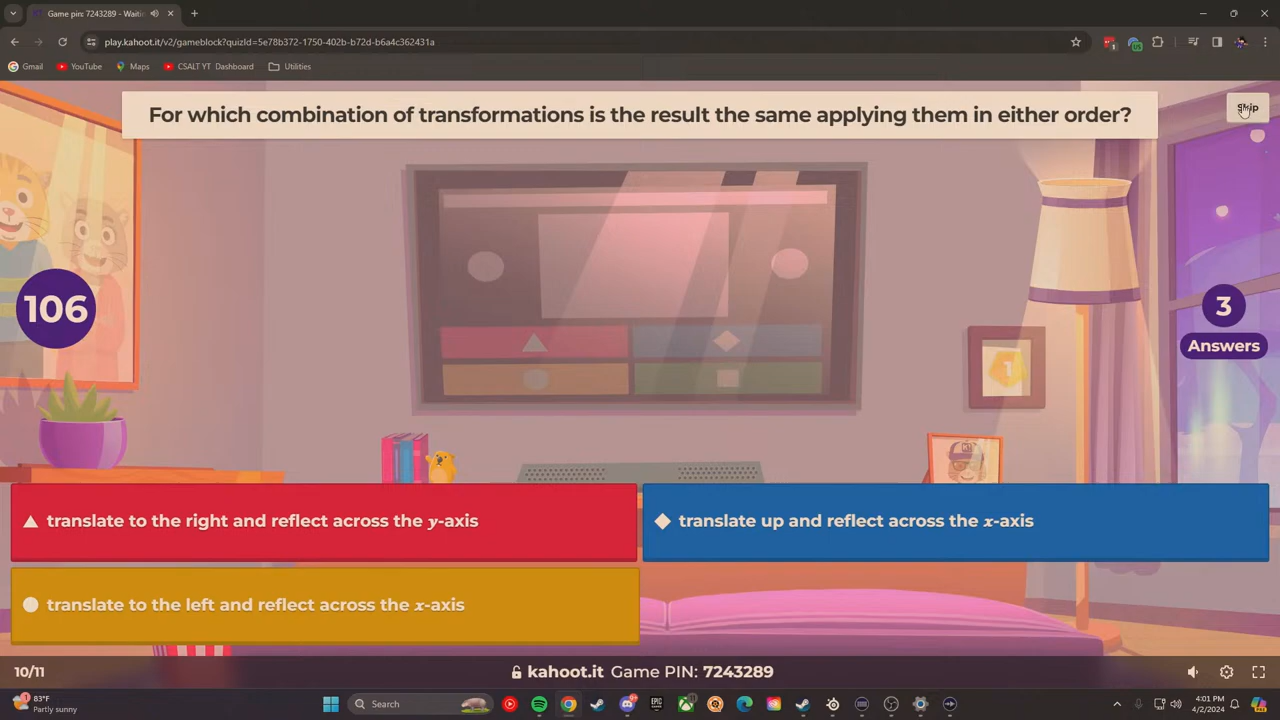 Game pin: 7243289 - Waitin
play.kahoot.it/v2/gameblock?quizId=5e78b372-1750-402b-b72d-b6a4c362431a
Gmail YouTube Maps CSALT YT Dashboard Utilities
For which combination of transformations is the result the same applying them in either order?
Skip
106
3
Answers
1
translate to the right and reflect across the y-axis
translate up and reflect across the x-axis
translate to the left and reflect across the x-axis
10/11
kahoot.it Game PIN: 7243289
83°F
Partly sunny
Search
4:01 PM
4/2/2024